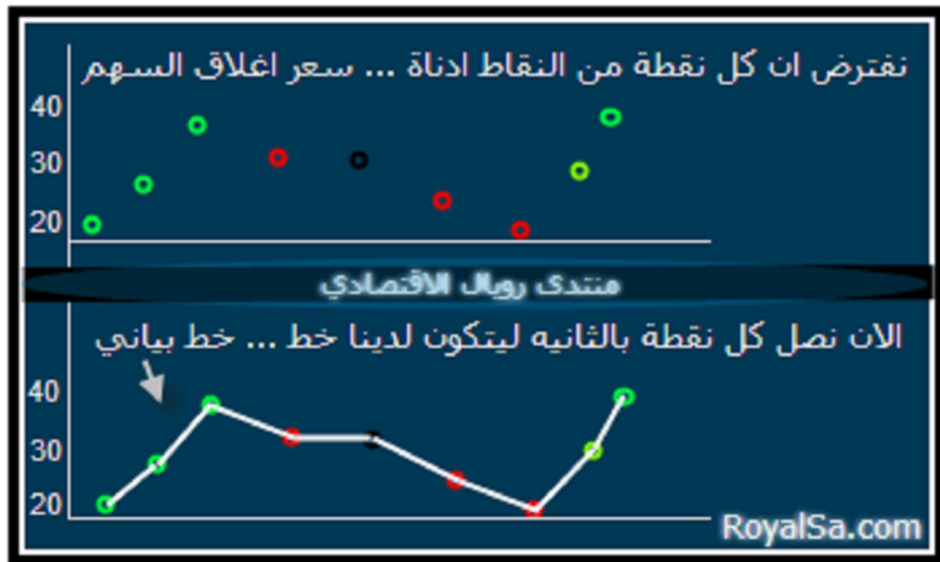 نفترض ان كل نقطة من النقاط ادناة ... سعر اغلاق السهم
40
30
20
منتدى رويال الاقتصادي
الان نصل كل نقطة بالثانيه ليتكون لدينا خط ... خط بياني
40
30
20
RoyalSa.com